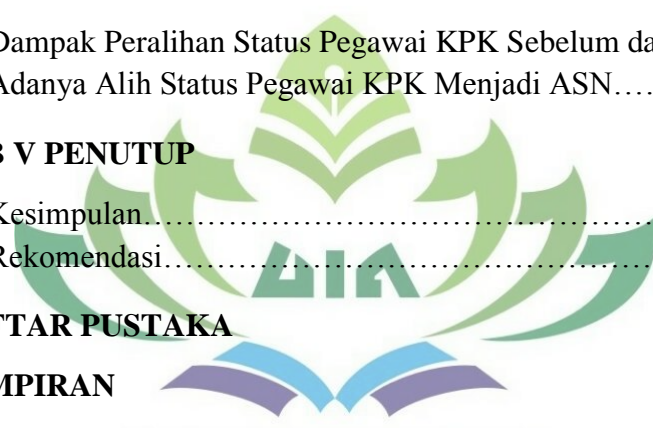 Dampak Peralihan Status Pegawai KPK Sebelum da
Adanya Alih Status Pegawai KPK Menjadi ASN……
B V PENUTUP
Kesimpulan…………………………………………………
Rekomendasi………………………………………………
UIN
TAR PUSTAKA
MPIRAN